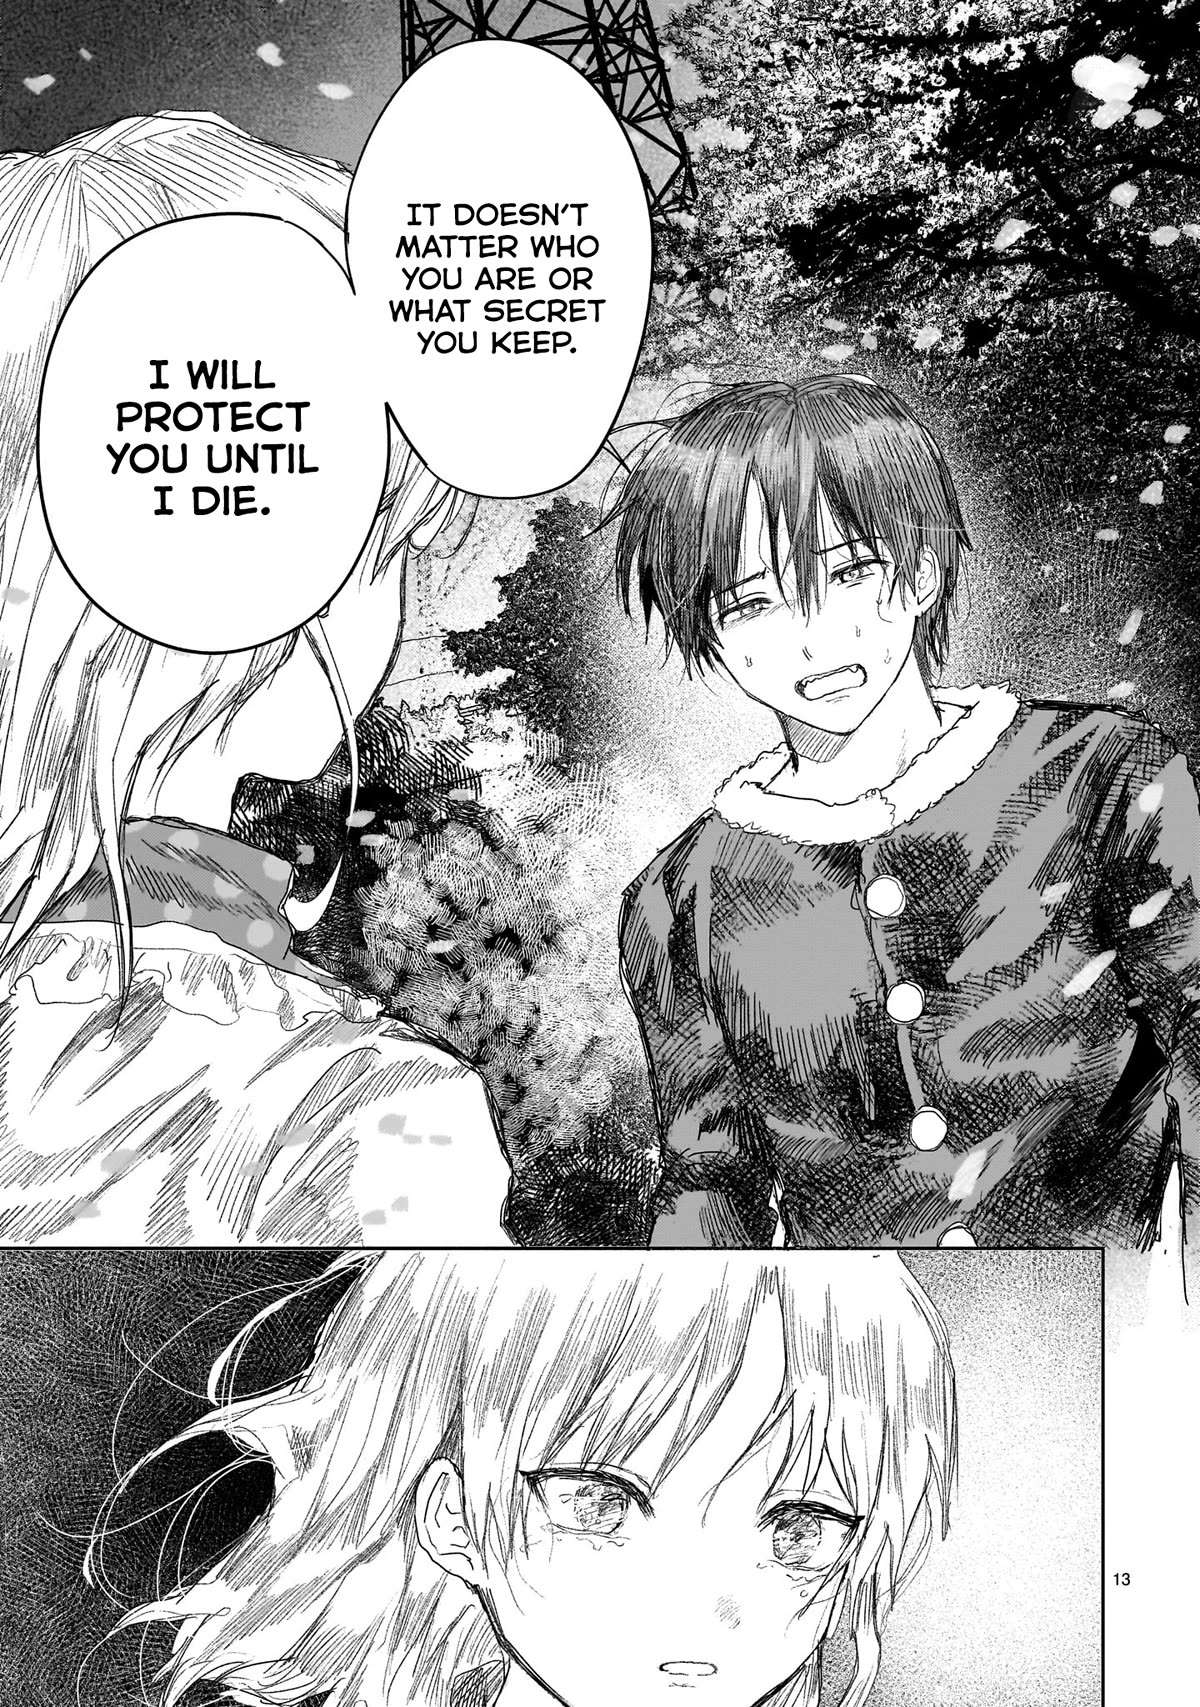 IT DOESN'T
MATTER WHO
YOU ARE OR
WHAT SECRET
YOU KEEP.
I WILL
PROTECT
YOU UNTIL
I DIE.
13